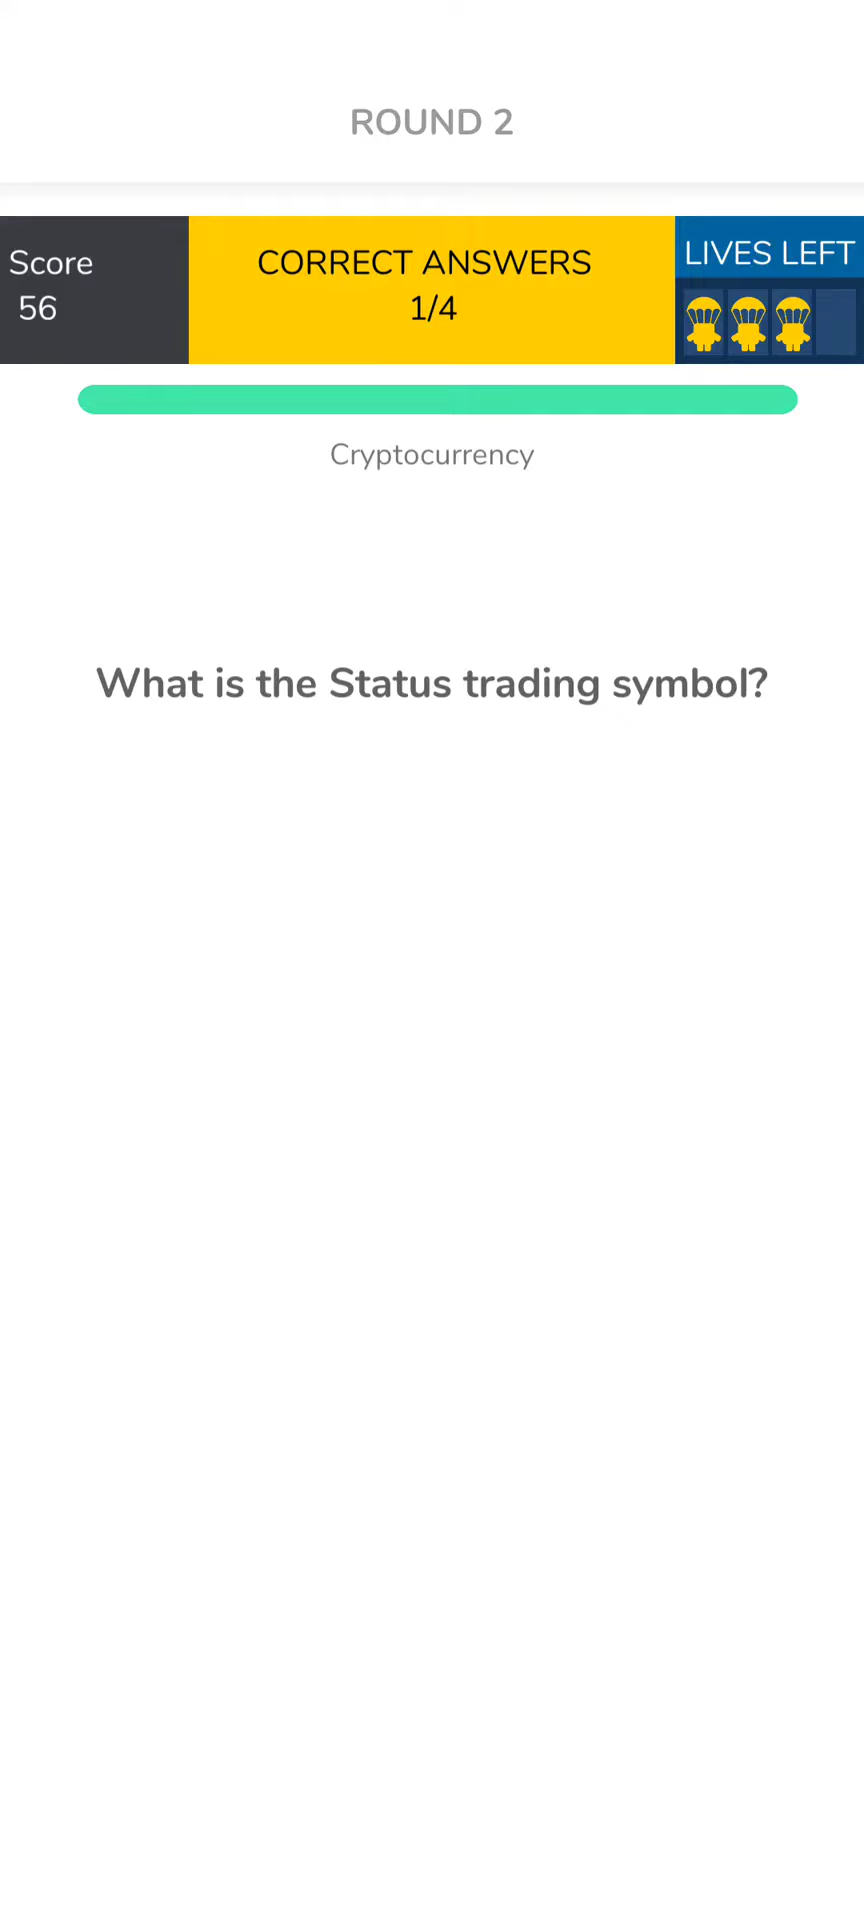 ROUND 2
Score
56
CORRECT ANSWERS
1/4
LIVES LEFT
Cryptocurrency
What is the Status trading symbol?